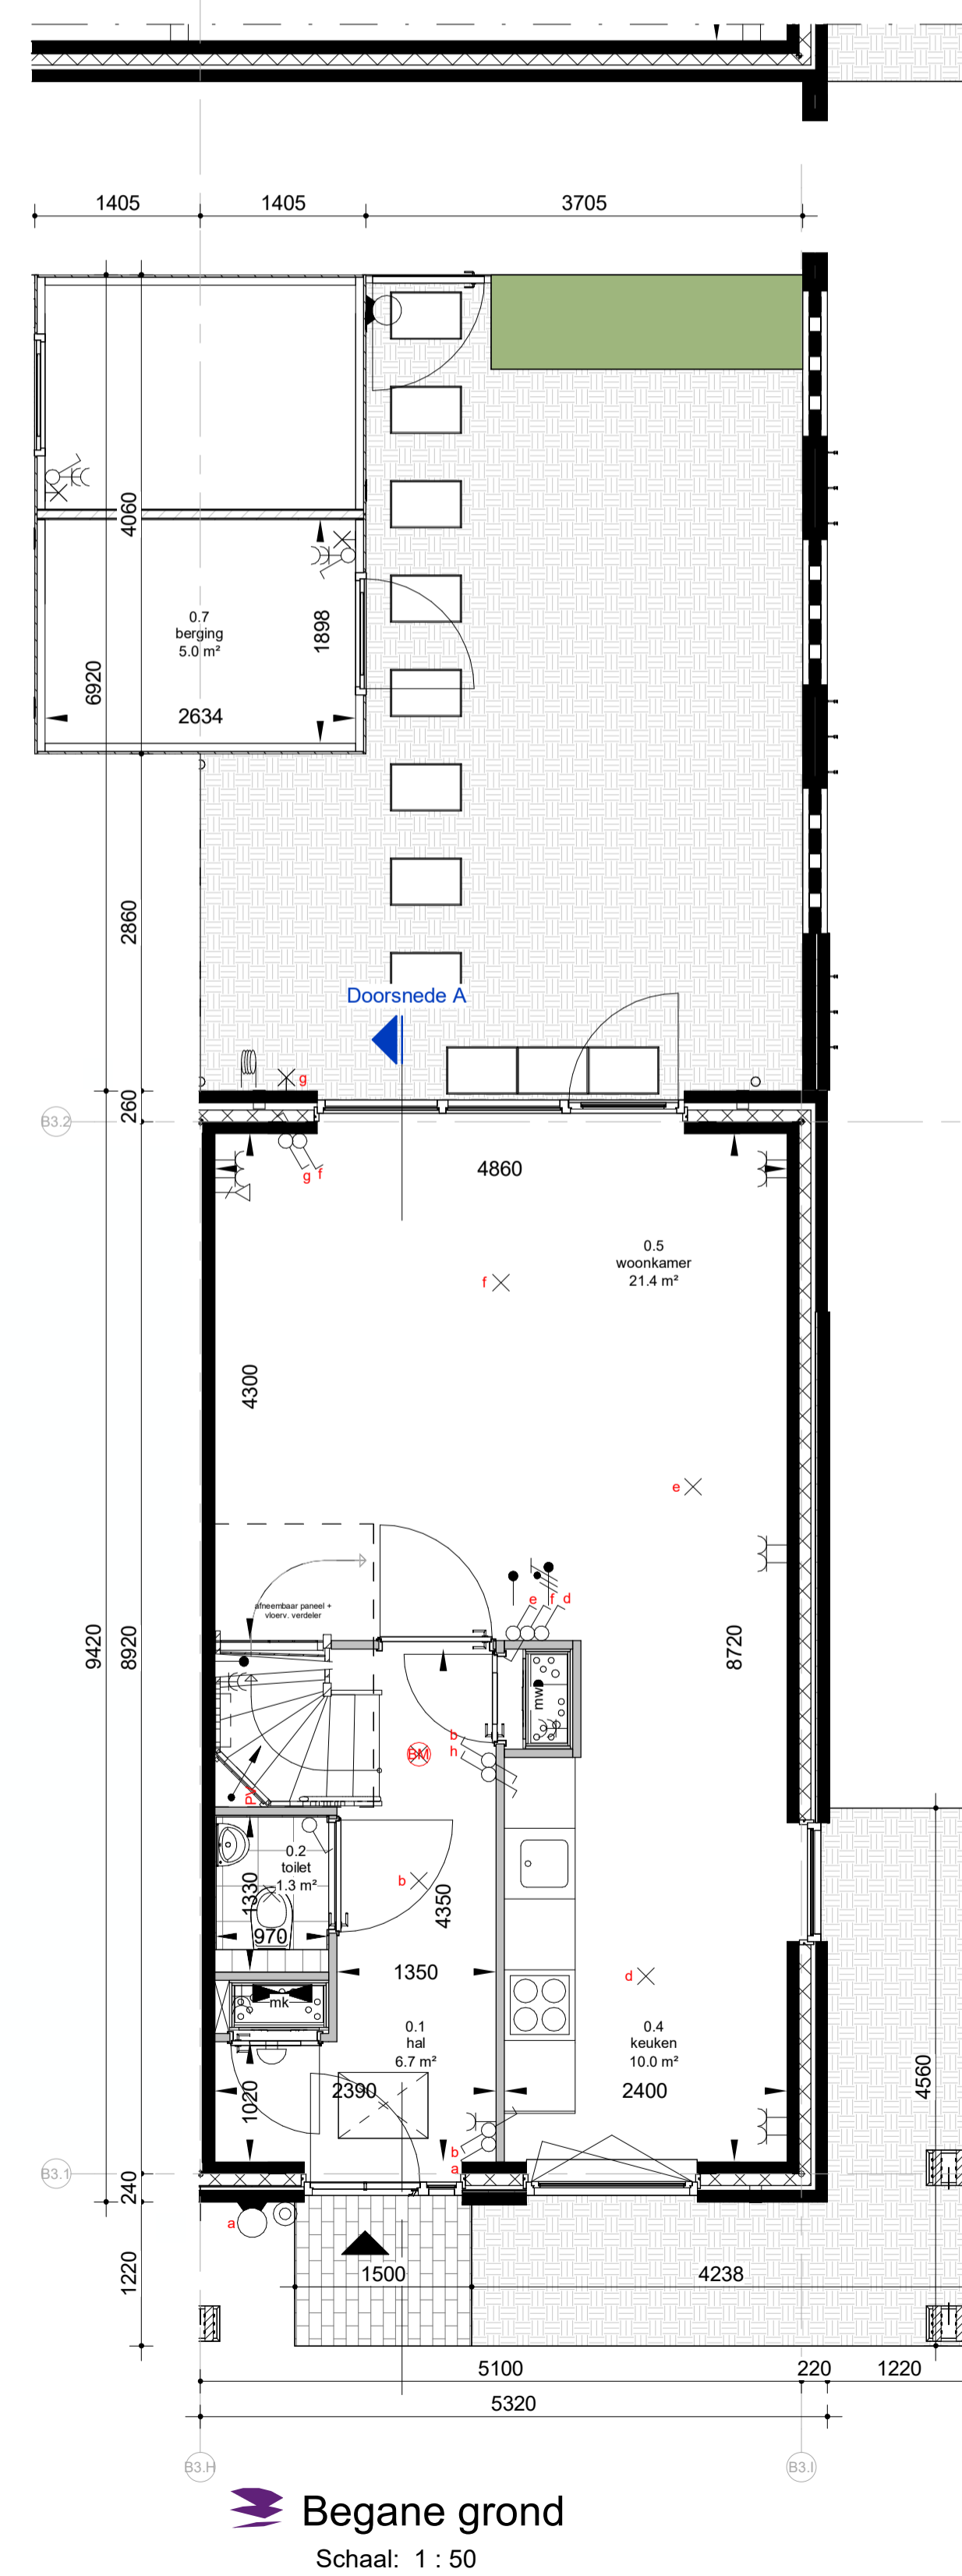 1405
1405
3705
4060
0.7
berging
5.0 m²
1898
6920
2634
2860
Doorsnede A
g
260
B3.2
g
f
4860
0.5
woonkamer
21.4 m²
f
4300
e
afneembaar paneel +
vloerv. verdeler
e
f
d
9420
8920
8720
mw
b
h
BM
PV
0.2
toilet
1.3 m²
1330
970
b
4350
1350
d
mk
0.1
hal
6.7 m²
0.4
keuken
10.0 m²
1020
2390
2400
4560
b
a
B3.1
240
a
1220
1500
4238
5100
220
1220
5320
B3.H
B3.I
Begane grond
Schaal: 1 : 50